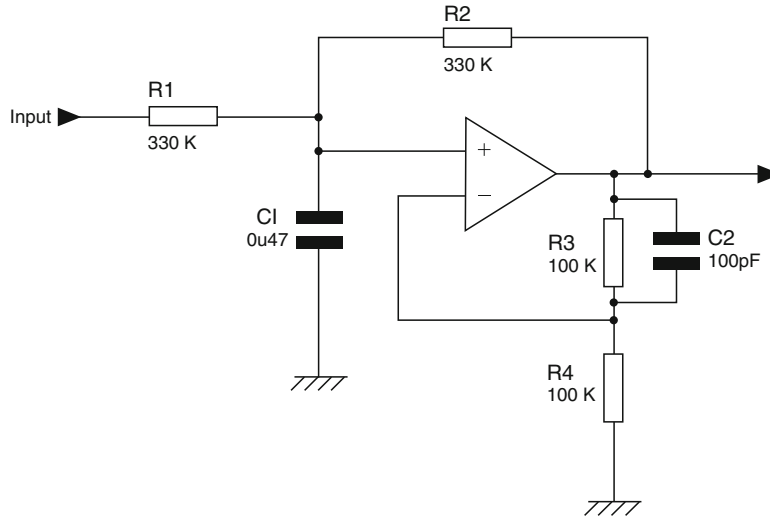 R2
330 K
R1
Input
330 K
+
−
CI
0u47
R3
100 K
C2
100pF
R4
100 K